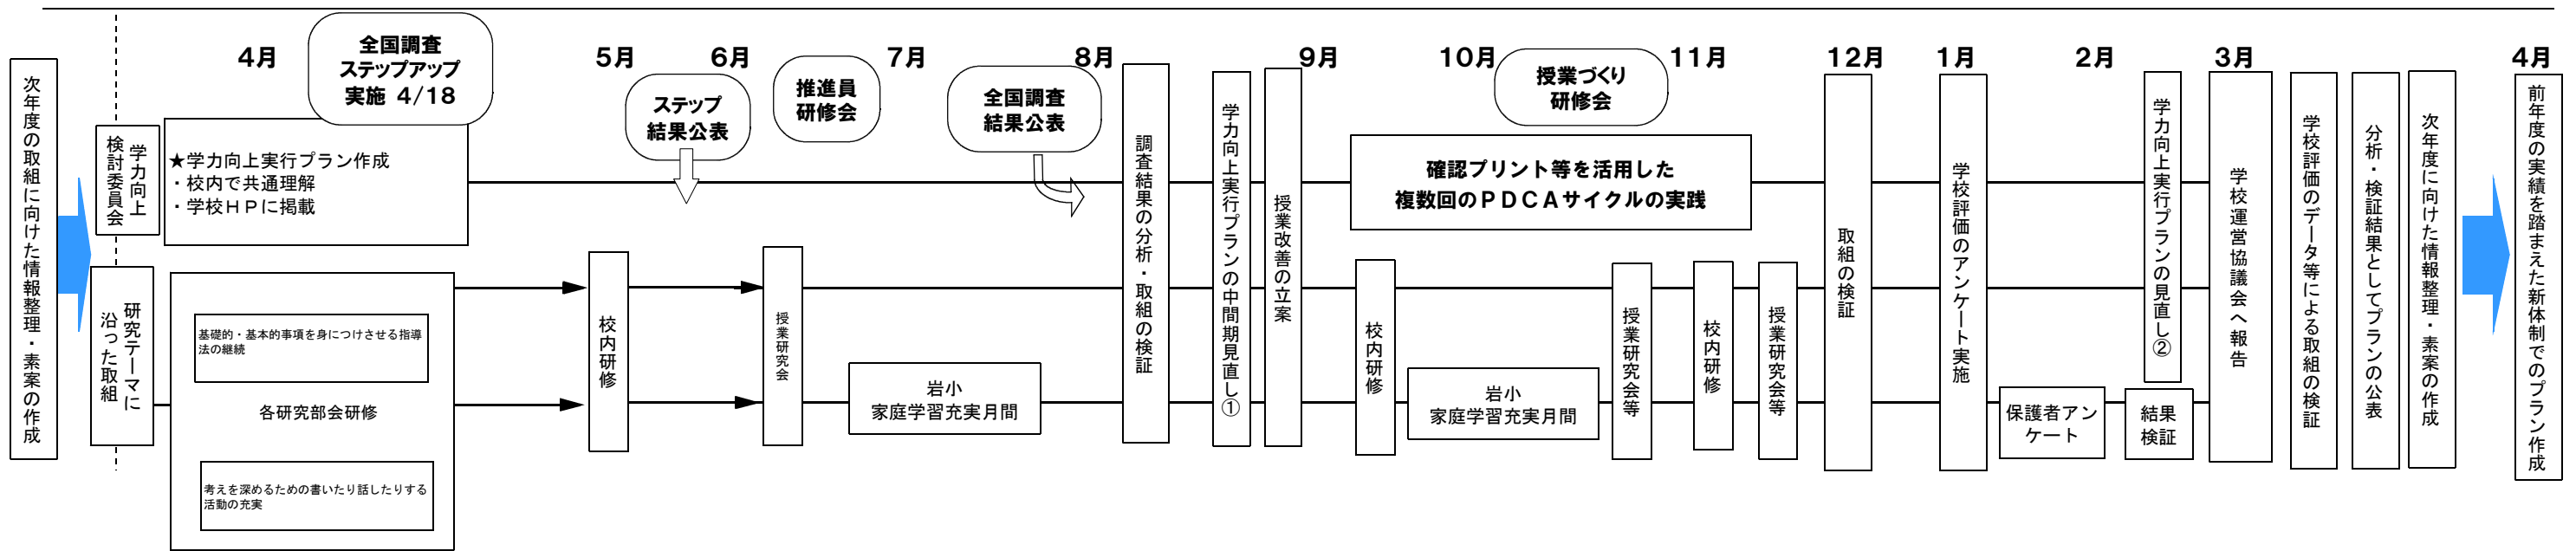 次年度の取組に向けた情報整理・素案の作成
学力向上
検討委員会
研究テーマに
沿った取組
4月
全国調査
ステップアップ
実施 4/18
★学力向上実行プラン作成
・校内で共通理解
・学校ＨＰに掲載
基礎的・基本的事項を身につけさせる指導
法の継続
各研究部会研修
考えを深めるための書いたり話したりする
活動の充実
5月
ステップ
結果公表
校内研修
6月
推進員
研修会
授業研究会
7月
岩小
家庭学習充実月間
全国調査
結果公表
8月
調査結果の分析・取組の検証
学力向上実行プランの中間期見直し①
授業改善の立案
9月
校内研修
10月
授業づくり
研修会
確認プリント等を活用した
複数回のＰＤＣＡサイクルの実践
岩小
家庭学習充実月間
授業研究会等
11月
校内研修
授業研究会等
12月
取組の検証
1月
学校評価のアンケート実施
2月
保護者アン
ケート
学力向上実行プランの見直し②
結果
検証
3月
学校運営協議会へ報告
学校評価のデータ等による取組の検証
分析・検証結果としてプランの公表
次年度に向けた情報整理・素案の作成
4月
前年度の実績を踏まえた新体制でのプラン作成